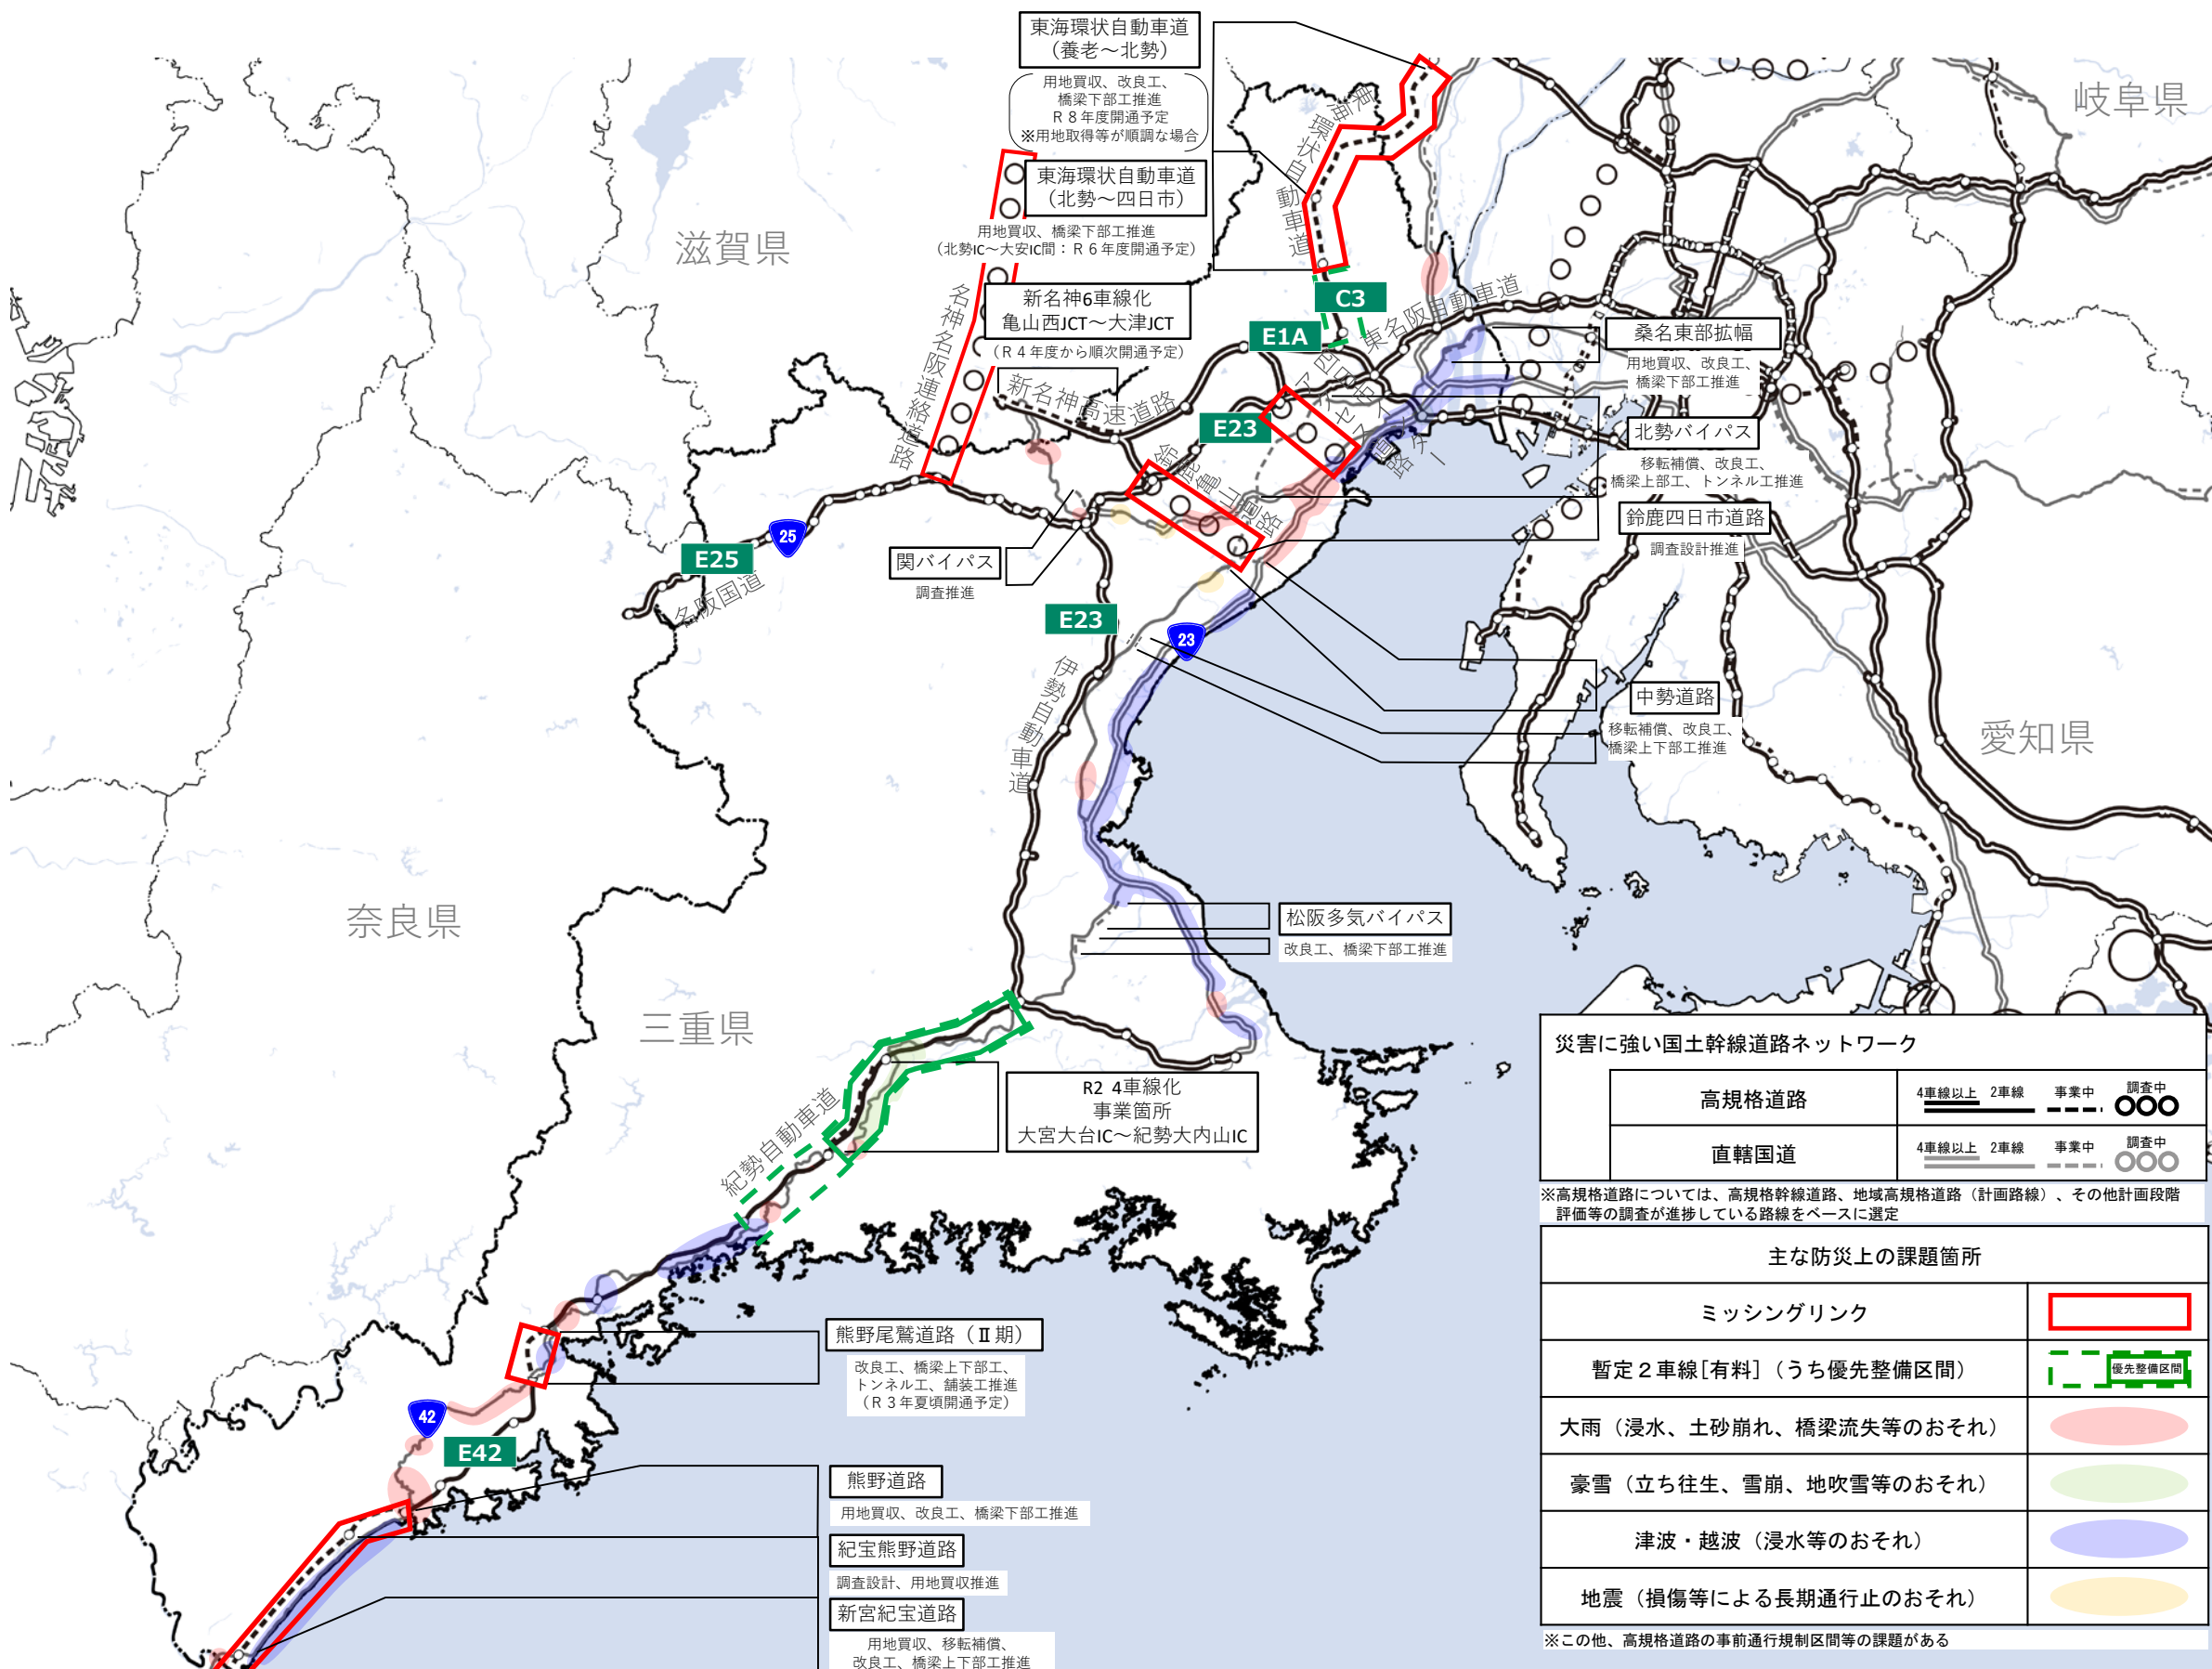 東海環状自動車道
（養老～北勢）
用地買収、改良工、
橋梁下部工推進
Ｒ８年度開通予定
※用地取得等が順調な場合
東海環状自動車道
（北勢～四日市）
用地買収、橋梁下部工推進
（北勢IC～大安IC間：Ｒ６年度開通予定）
新名神6車線化
亀山西JCT～大津JCT
（Ｒ４年度から順次開通予定）
岐阜県
滋賀県
東海環状自動車道
C3
E1A
東名阪自動車道
名神名阪連絡道路
新名神高速道路
E23
鈴鹿亀山道路
桑名東部拡幅
用地買収、改良工、
橋梁下部工推進
北勢バイパス
移転補償、改良工、
橋梁上部工、トンネル工推進
鈴鹿四日市道路
調査設計推進
関バイパス
調査推進
25
E25
名阪国道
E23
23
伊勢自動車道
中勢道路
移転補償、改良工、
橋梁上下部工推進
愛知県
奈良県
松阪多気バイパス
改良工、橋梁下部工推進
三重県
R2 4車線化
事業箇所
大宮大台IC～紀勢大内山IC
紀勢自動車道
熊野尾鷲道路（Ⅱ期）
改良工、橋梁上下部工、
トンネル工、舗装工推進
（Ｒ３年夏頃開通予定）
42
E42
熊野道路
用地買収、改良工、橋梁下部工推進
紀宝熊野道路
調査設計、用地買収推進
新宮紀宝道路
用地買収、移転補償、
改良工、橋梁上下部工推進
災害に強い国土幹線道路ネットワーク
高規格道路
4車線以上 2車線 事業中 調査中
直轄国道
4車線以上 2車線 事業中 調査中
※高規格道路については、高規格幹線道路、地域高規格道路（計画路線）、その他計画段階
評価等の調査が進捗している路線をベースに選定
主な防災上の課題箇所
ミッシングリンク
暫定２車線[有料]（うち優先整備区間）
優先整備区間
大雨（浸水、土砂崩れ、橋梁流失等のおそれ）
豪雪（立ち往生、雪崩、地吹雪等のおそれ）
津波・越波（浸水等のおそれ）
地震（損傷等による長期通行止のおそれ）
※この他、高規格道路の事前通行規制区間等の課題がある